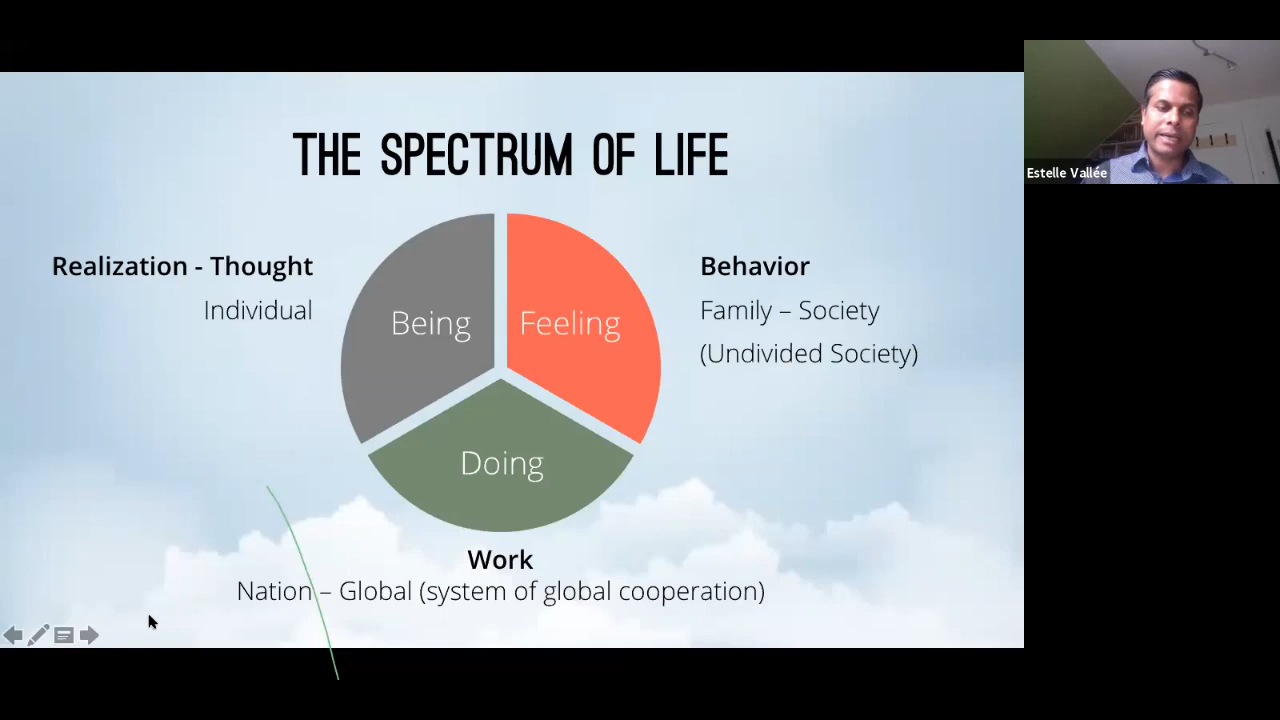 THE SPECTRUM OF LIFE
Realization - Thought
Individual
Being
Feeling
Behavior
Family – Society
(Undivided Society)
Doing
Work
Nation – Global (system of global cooperation)
Estelle Vallée